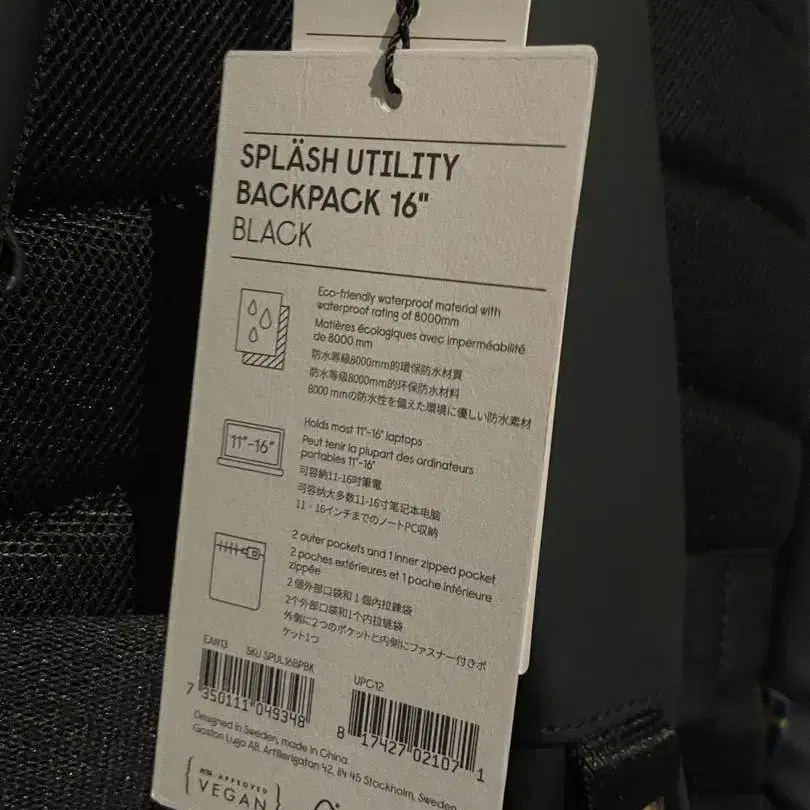 SPLÄSH UTILITY
BACKPACK 16"
BLACK
Eco-friendly waterproof material with
waterproof rating of 8000mm
Matières écologiques avec imperméabilité
de 8000 mm
防水等級8000mm的環保防水材質
防水等级8000mm的环保防水材料
8000 mmの防水性を備えた環境に優しい防水素材
11"-16"
Holds most 11"-16" laptops
Peut tenir la plupart des ordinateurs
portables 11"-16"
可容納11-16吋筆電
可容纳大多数11-16寸笔记本电脑
11 - 16インチまでのノートPC収納
2 outer pockets and 1 inner zipped pocket
2 poches extérieures et 1 poche intérieure
zippée
2個外部口袋和1個內拉鍊袋
2个外部口袋和1个内拉链袋
外側に2つのポケットと内側にファスナー付きポ
ケット1つ
EAN13 SKU SPUL16BPBK
7 350111 049348
UPC12
8 17427 02107 1
Designed in Sweden, made in China.
Gaston Luga AB, Artillerigatan 42, 114 45 Stockholm, Sweden
APPROVED
VEGAN